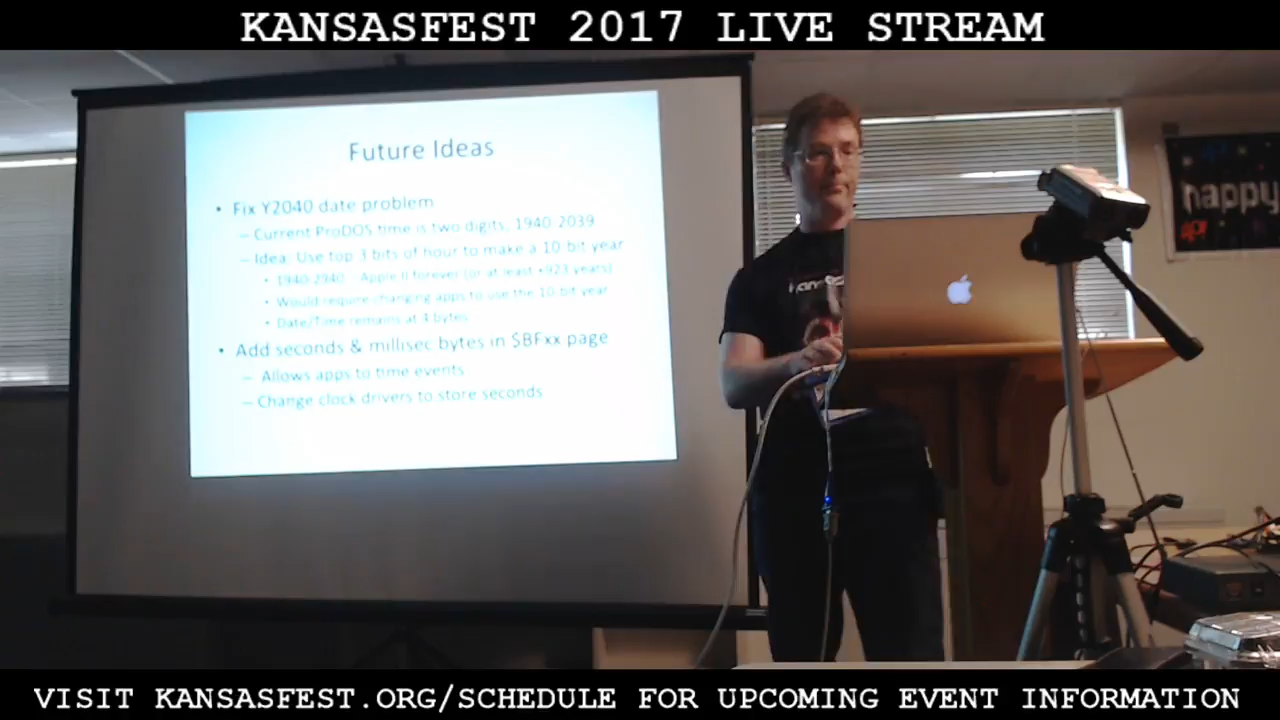 KANSASFEST 2017 LIVE STREAM
Future Ideas
• Fix Y2040 date problem
– Current ProDOS time is two digits, 1940-2039
– Idea: Use top 3 bits of hour to make a 10-bit year
• 1940-2940 Apple II forever (or at least +923 years)
• Would require changing apps to use the 10-bit year
• Date/Time remains at 4 bytes
• Add seconds & millisec bytes in $BFxx page
– Allows apps to time events
– Change clock drivers to store seconds
happy
VISIT KANSASFEST.ORG/SCHEDULE FOR UPCOMING EVENT INFORMATION